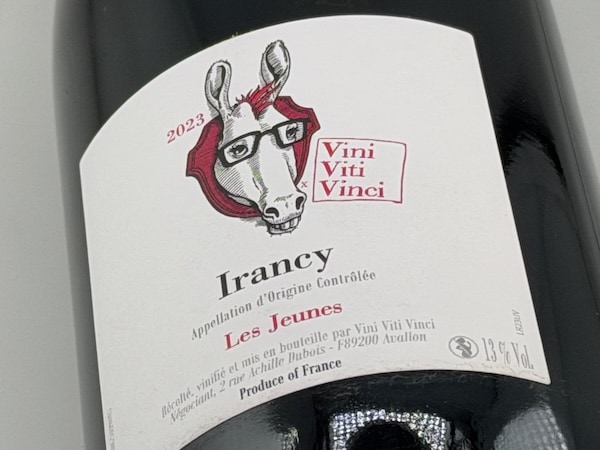 2023
Vini
Viti
Vinci
Irancy
Appellation d'Origine Contrôlée
Les Jeunes
Récolté, vinifié et mis en bouteille par Vini Viti Vinci
Négociant, 2 rue Achille Dubois - F89200 Avallon
Produce of France
13 % Vol.